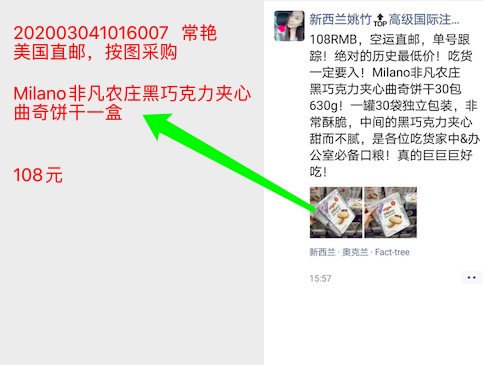 202003041016007 常艳
美国直邮，按图采购
Milano非凡农庄黑巧克力夹心
曲奇饼干一盒
108元
新西兰姚竹🔝高级国际注...
108RMB，空运直邮，单号跟
踪！绝对的历史最低价！吃货
一定要入！Milano非凡农庄
黑巧克力夹心曲奇饼干30包
630g！一罐30袋独立包装，非
常酥脆，中间的黑巧克力夹心
甜而不腻，是各位吃货家中&办
公室必备口粮！真的巨巨巨好
吃！
Milano
Milano
新西兰 · 奥克兰 · Fact-tree
15:57